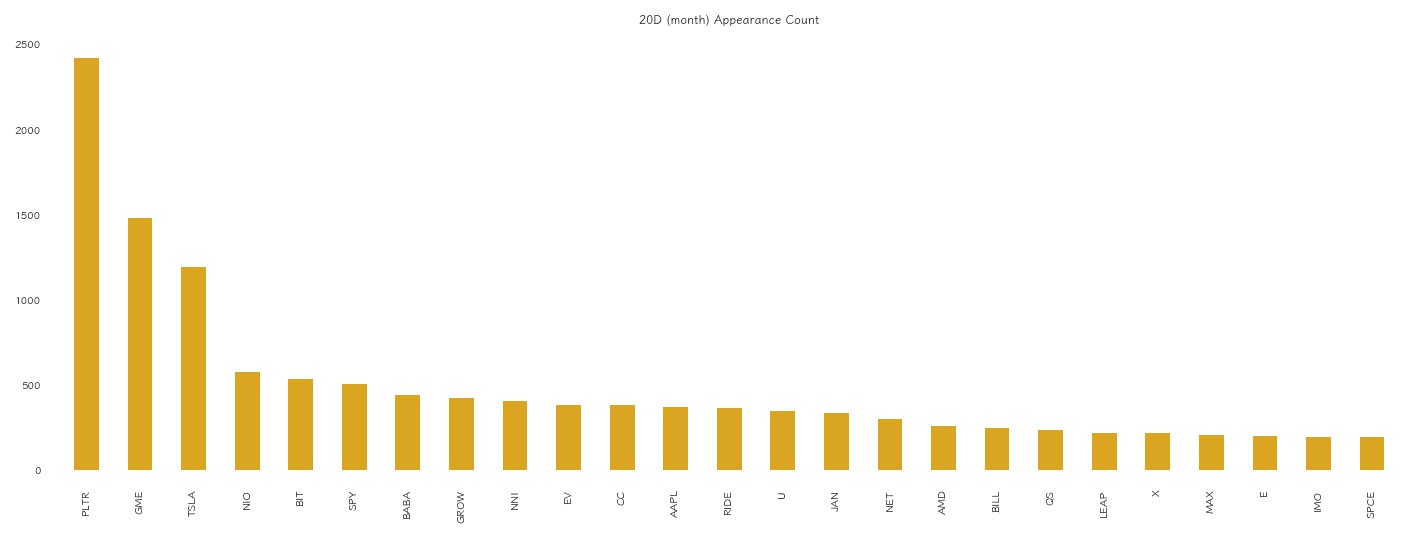 20D (month) Appearance Count
2500
2000
1500
1000
500
0
PLTR
GME
TSLA
NIO
BIT
SPY
BABA
GROW
NNI
EV
CC
AAPL
RIDE
U
JAN
NET
AMD
BILL
QS
LEAP
X
MAX
E
IMO
SPCE